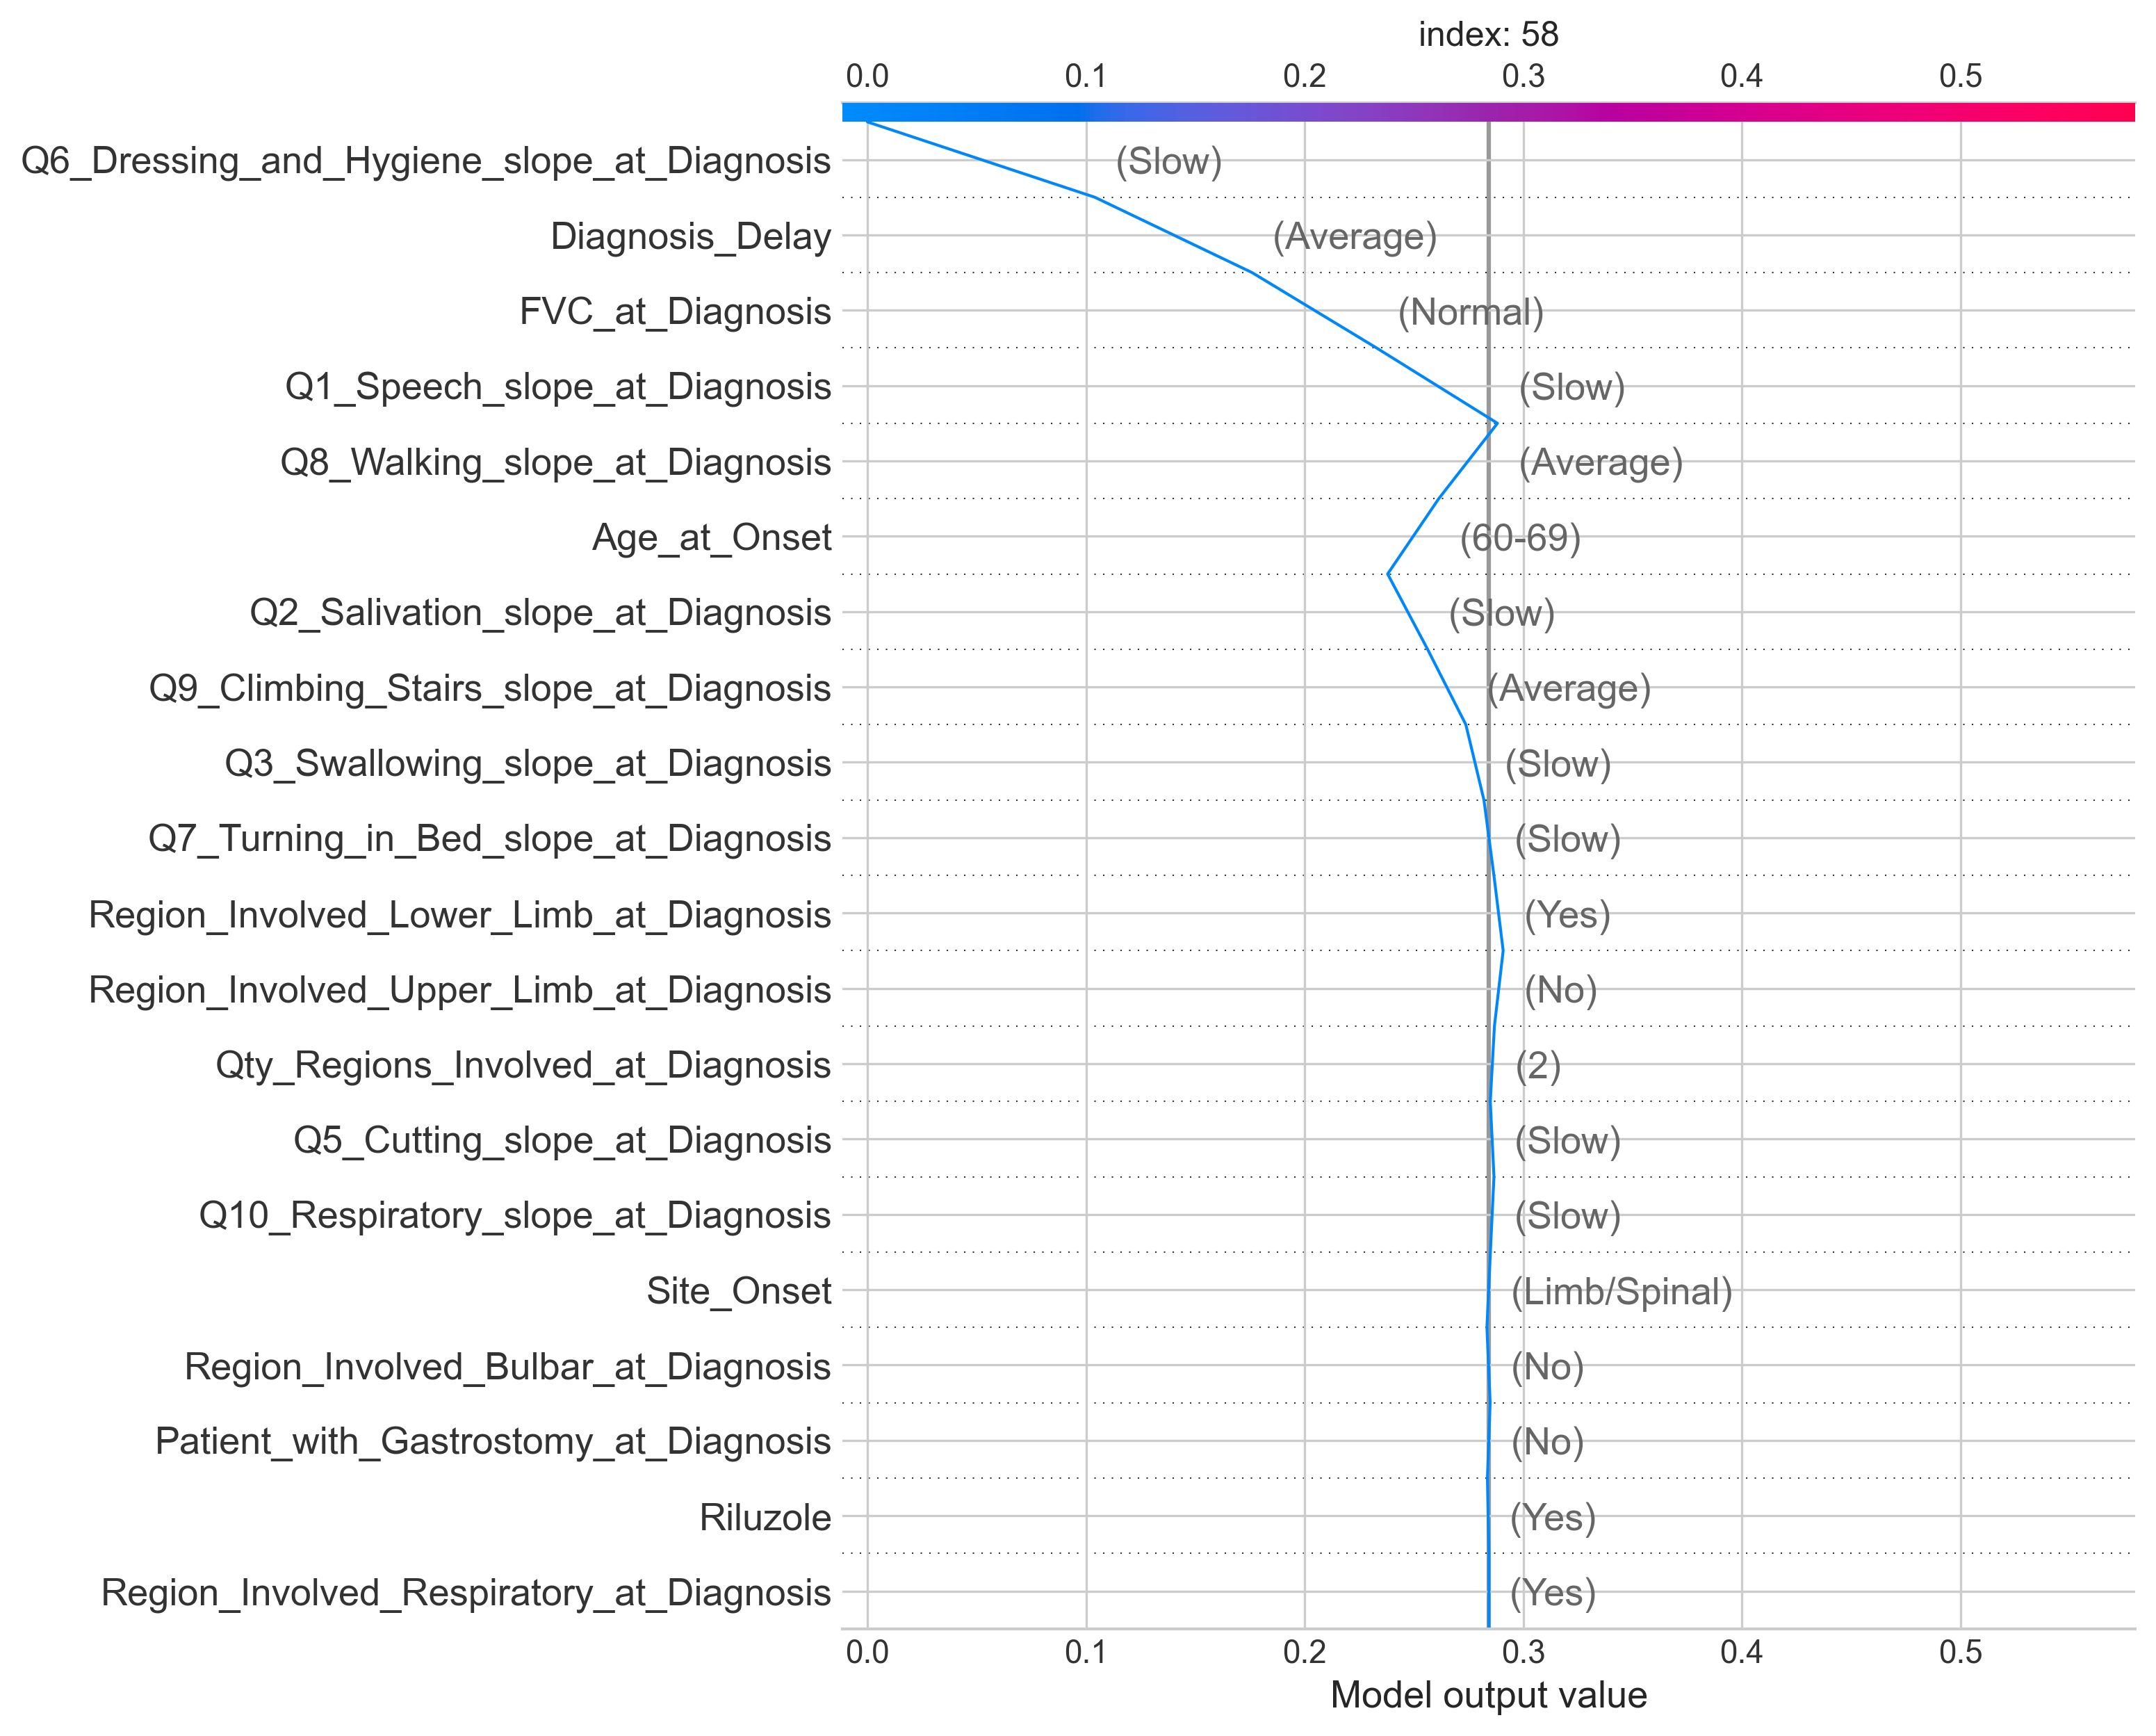 index: 58
0.0 0.1 0.2 0.3 0.4 0.5
Q6_Dressing_and_Hygiene_slope_at_Diagnosis (Slow)
Diagnosis_Delay (Average)
FVC_at_Diagnosis (Normal)
Q1_Speech_slope_at_Diagnosis (Slow)
Q8_Walking_slope_at_Diagnosis (Average)
Age_at_Onset (60-69)
Q2_Salivation_slope_at_Diagnosis (Slow)
Q9_Climbing_Stairs_slope_at_Diagnosis (Average)
Q3_Swallowing_slope_at_Diagnosis (Slow)
Q7_Turning_in_Bed_slope_at_Diagnosis (Slow)
Region_Involved_Lower_Limb_at_Diagnosis (Yes)
Region_Involved_Upper_Limb_at_Diagnosis (No)
Qty_Regions_Involved_at_Diagnosis (2)
Q5_Cutting_slope_at_Diagnosis (Slow)
Q10_Respiratory_slope_at_Diagnosis (Slow)
Site_Onset (Limb/Spinal)
Region_Involved_Bulbar_at_Diagnosis (No)
Patient_with_Gastrostomy_at_Diagnosis (No)
Riluzole (Yes)
Region_Involved_Respiratory_at_Diagnosis (Yes)
0.0 0.1 0.2 0.3 0.4 0.5
Model output value